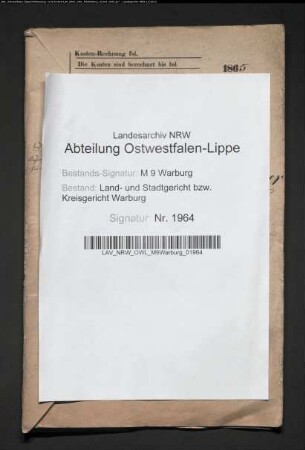 Kosten-Rechnung fol.
Die Kosten sind berechnet bis fol.
1865
Landesarchiv NRW
Abteilung Ostwestfalen-Lippe
Bestands-Signatur: M 9 Warburg
Bestand: Land- und Stadtgericht bzw.
Kreisgericht Warburg
Signatur: Nr. 1964
LAV_NRW_OWL_M9Warburg_01964